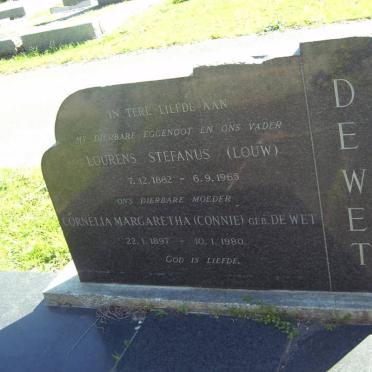 IN TERE LIEFDE AAN
MY DIERBARE EGGENOOT EN ONS VADER
LOURENS STEFANUS (LOUW)
7.12.1882 - 6.9.1963
ONS DIERBARE MOEDER
CORNELIA MARGARETHA (CONNIE) GEB. DE WET
22.1.1897 - 10.1.1980
GOD IS LIEFDE.
DE WET